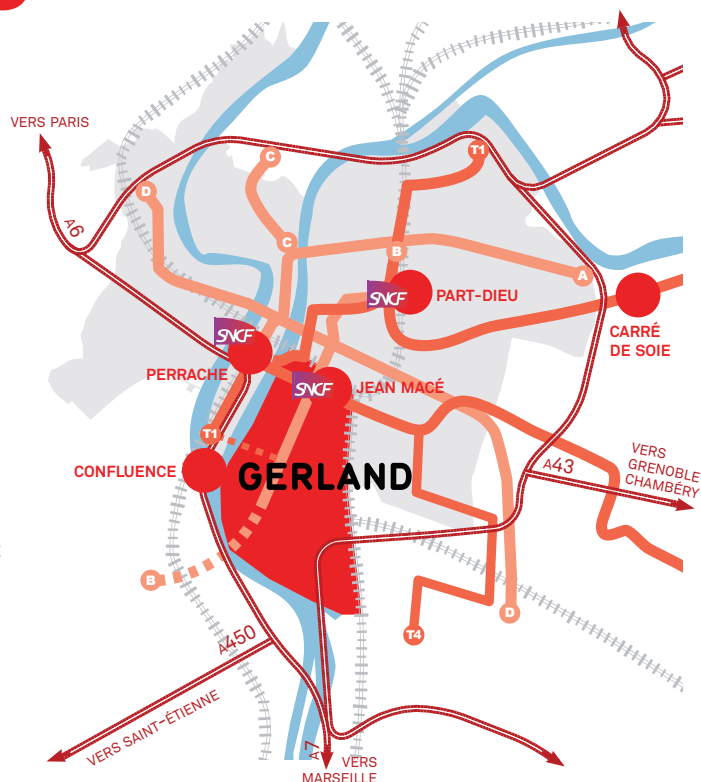 VERS PARIS
A6
C
T1
D
C
B
A
SNCF
PART-DIEU
CARRÉ
DE SOIE
SNCF
PERRACHE
SNCF
JEAN MACÉ
T1
CONFLUENCE
GERLAND
A43
VERS
GRENOBLE
CHAMBÉRY
B
D
T4
A450
VERS SAINT-ÉTIENNE
A7
VERS
MARSEILLE